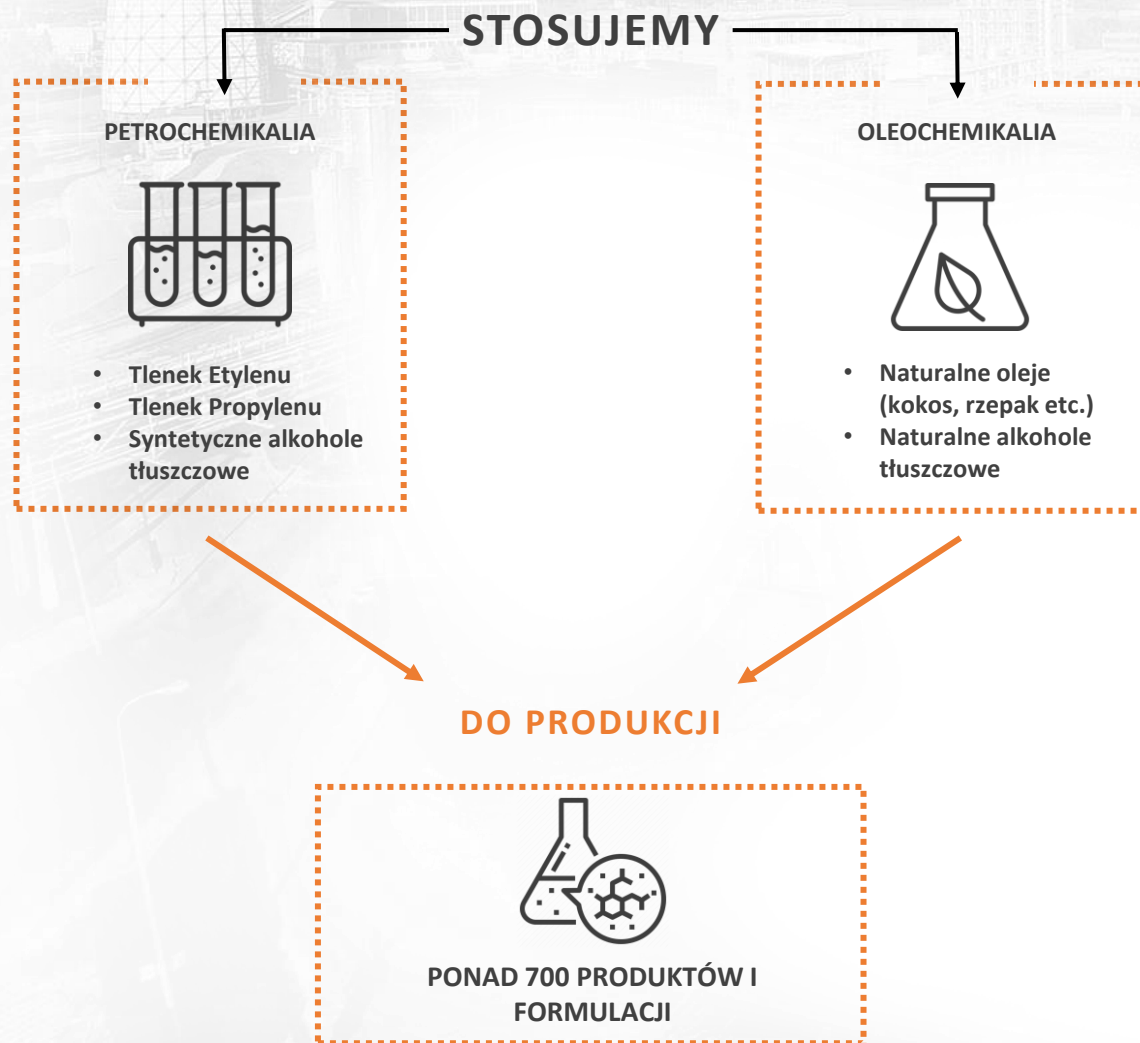 STOSUJEMY
PETROCHEMIKALIA
• Tlenek Etylenu
• Tlenek Propylenu
• Syntetyczne alkohole
tłuszczowe
OLEOCHEMIKALIA
• Naturalne oleje
(kokos, rzepak etc.)
• Naturalne alkohole
tłuszczowe
DO PRODUKCJI
PONAD 700 PRODUKTÓW I
FORMULACJI